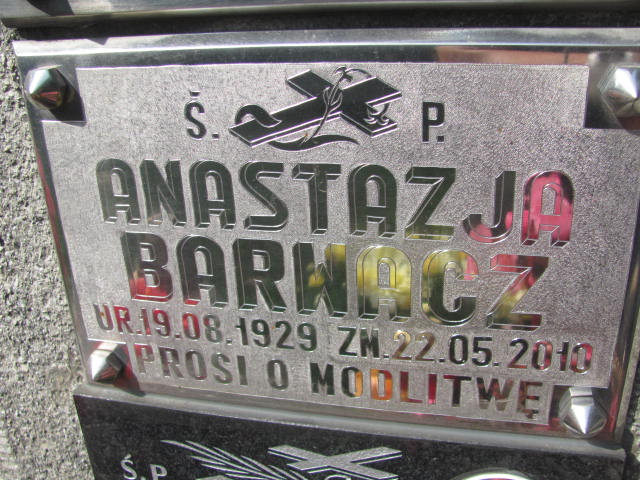 Ś. P.
ANASTAZJA
BARWACZ
UR. 19.08.1929 ZM. 22.05.2010
PROSI O MODLITWĘ
Ś.P